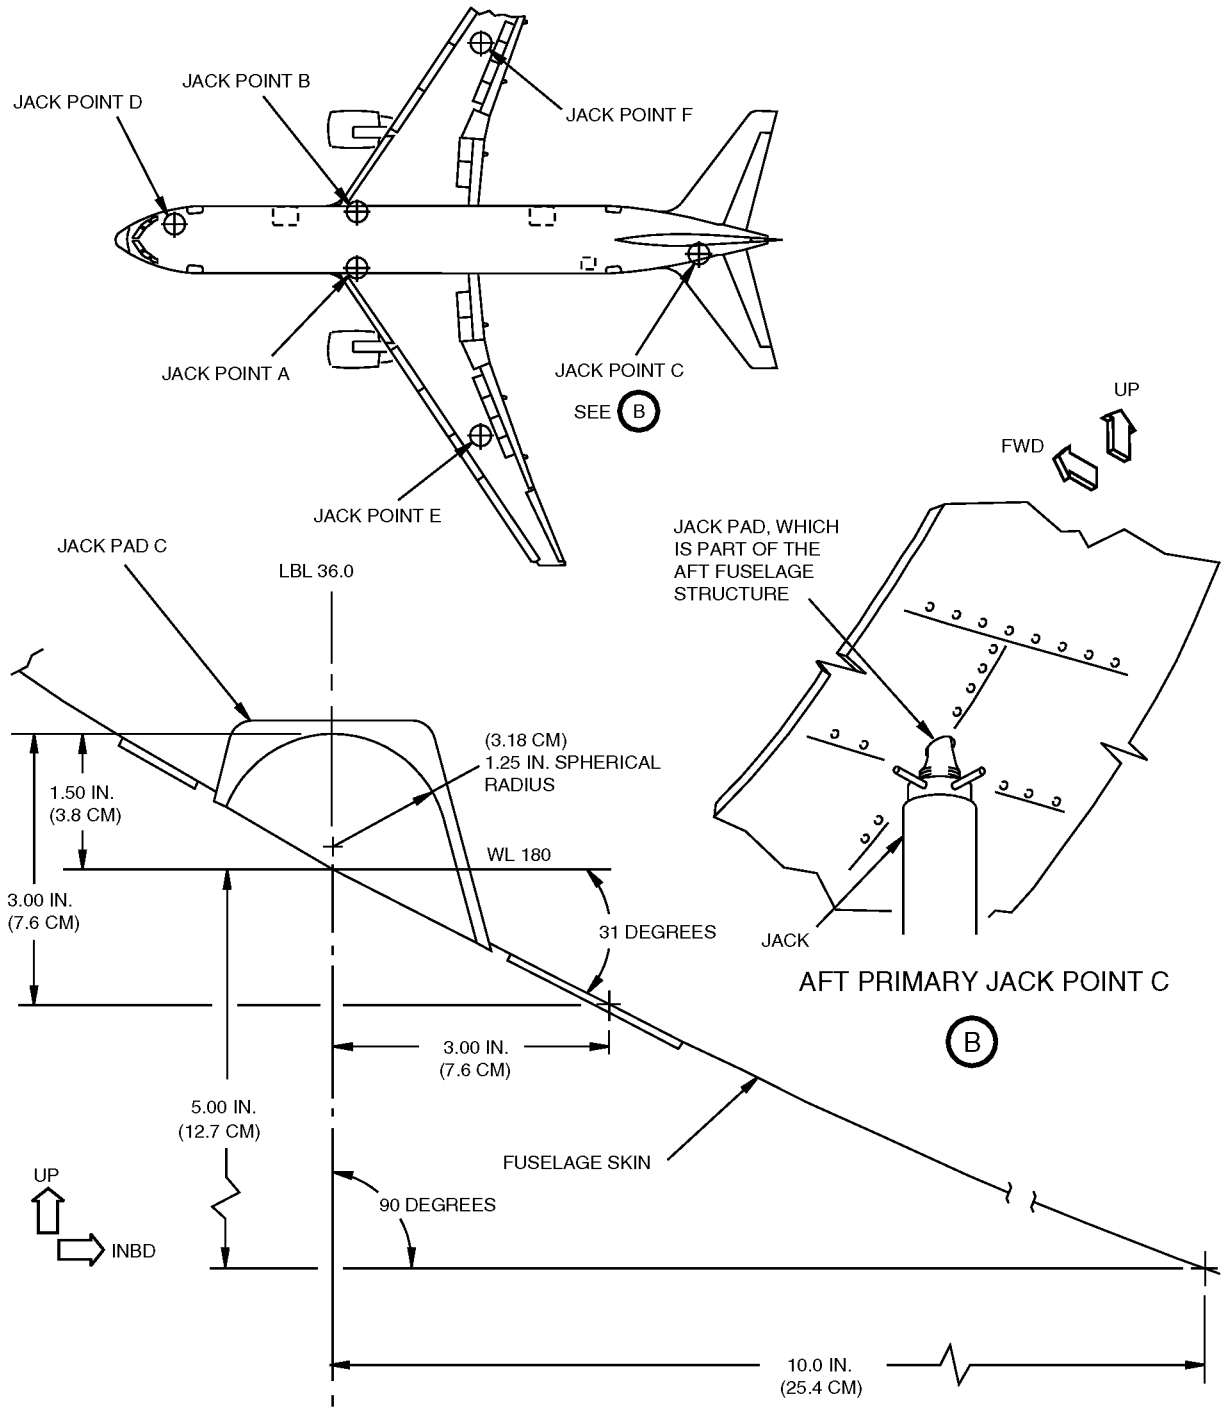 JACK POINT B
JACK POINT D
JACK POINT F
JACK POINT A
JACK POINT C
SEE B
UP
FWD
JACK POINT E
JACK PAD C
LBL 36.0
JACK PAD, WHICH
IS PART OF THE
AFT FUSELAGE
STRUCTURE
(3.18 CM)
1.25 IN. SPHERICAL
RADIUS
1.50 IN.
(3.8 CM)
WL 180
3.00 IN.
(7.6 CM)
31 DEGREES
JACK
AFT PRIMARY JACK POINT C
B
3.00 IN.
(7.6 CM)
5.00 IN.
(12.7 CM)
FUSELAGE SKIN
UP
90 DEGREES
INBD
10.0 IN.
(25.4 CM)